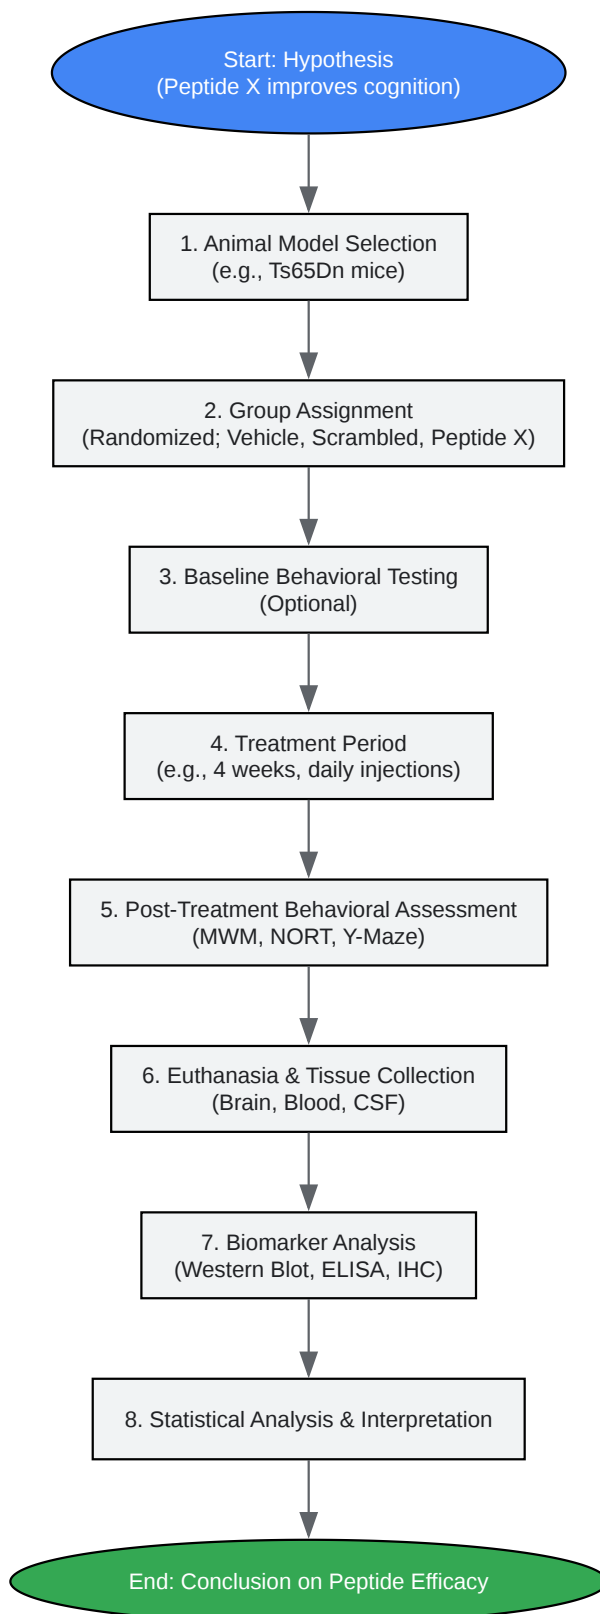 Start: Hypothesis
(Peptide X improves cognition)
1. Animal Model Selection
(e.g., Ts65Dn mice)
2. Group Assignment
(Randomized; Vehicle, Scrambled, Peptide X)
3. Baseline Behavioral Testing
(Optional)
4. Treatment Period
(e.g., 4 weeks, daily injections)
5. Post-Treatment Behavioral Assessment
(MWM, NORT, Y-Maze)
6. Euthanasia & Tissue Collection
(Brain, Blood, CSF)
7. Biomarker Analysis
(Western Blot, ELISA, IHC)
8. Statistical Analysis & Interpretation
End: Conclusion on Peptide Efficacy